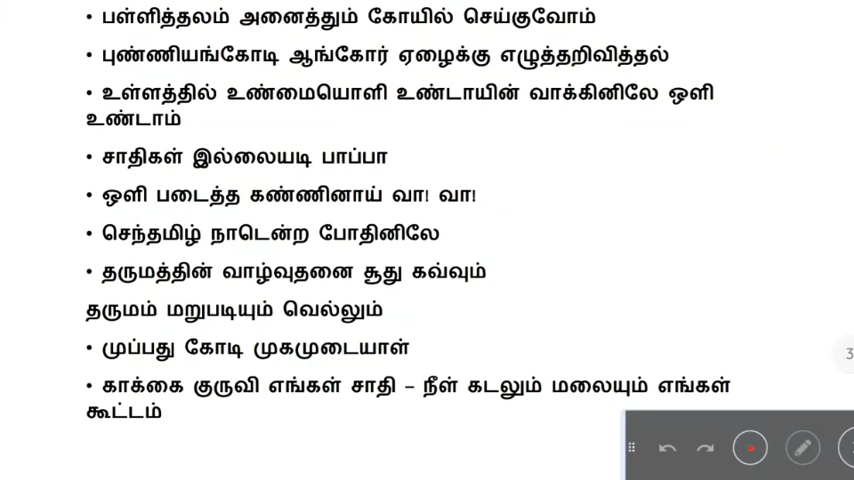 • பள்ளித்தலம் அனைத்தும் கோயில் செய்குவோம்
• புண்ணியங்கோடி ஆங்கோர் ஏழைக்கு எழுத்தறிவித்தல்
• உள்ளத்தில் உண்மையொளி உண்டாயின் வாக்கினிலே ஒளி
உண்டாம்
• சாதிகள் இல்லையடி பாப்பா
• ஒளி படைத்த கண்ணினாய் வா! வா!
• செந்தமிழ் நாடென்ற போதினிலே
• தருமத்தின் வாழ்வுதனை சூது கவ்வும்
தருமம் மறுபடியும் வெல்லும்
• முப்பது கோடி முகமுடையாள்
• காக்கை குருவி எங்கள் சாதி – நீள் கடலும் மலையும் எங்கள்
கூட்டம்
3